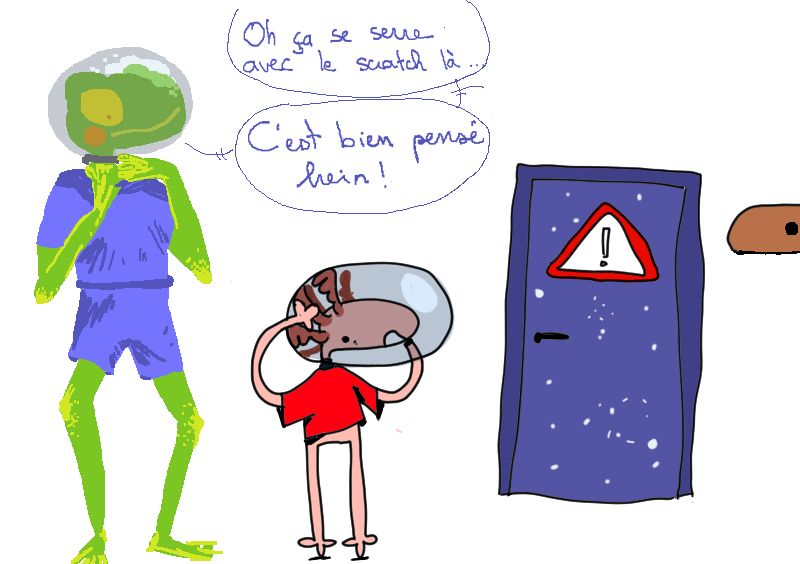 Oh ça se serre
avec le scratch là...
C'est bien pensé
hein !
!